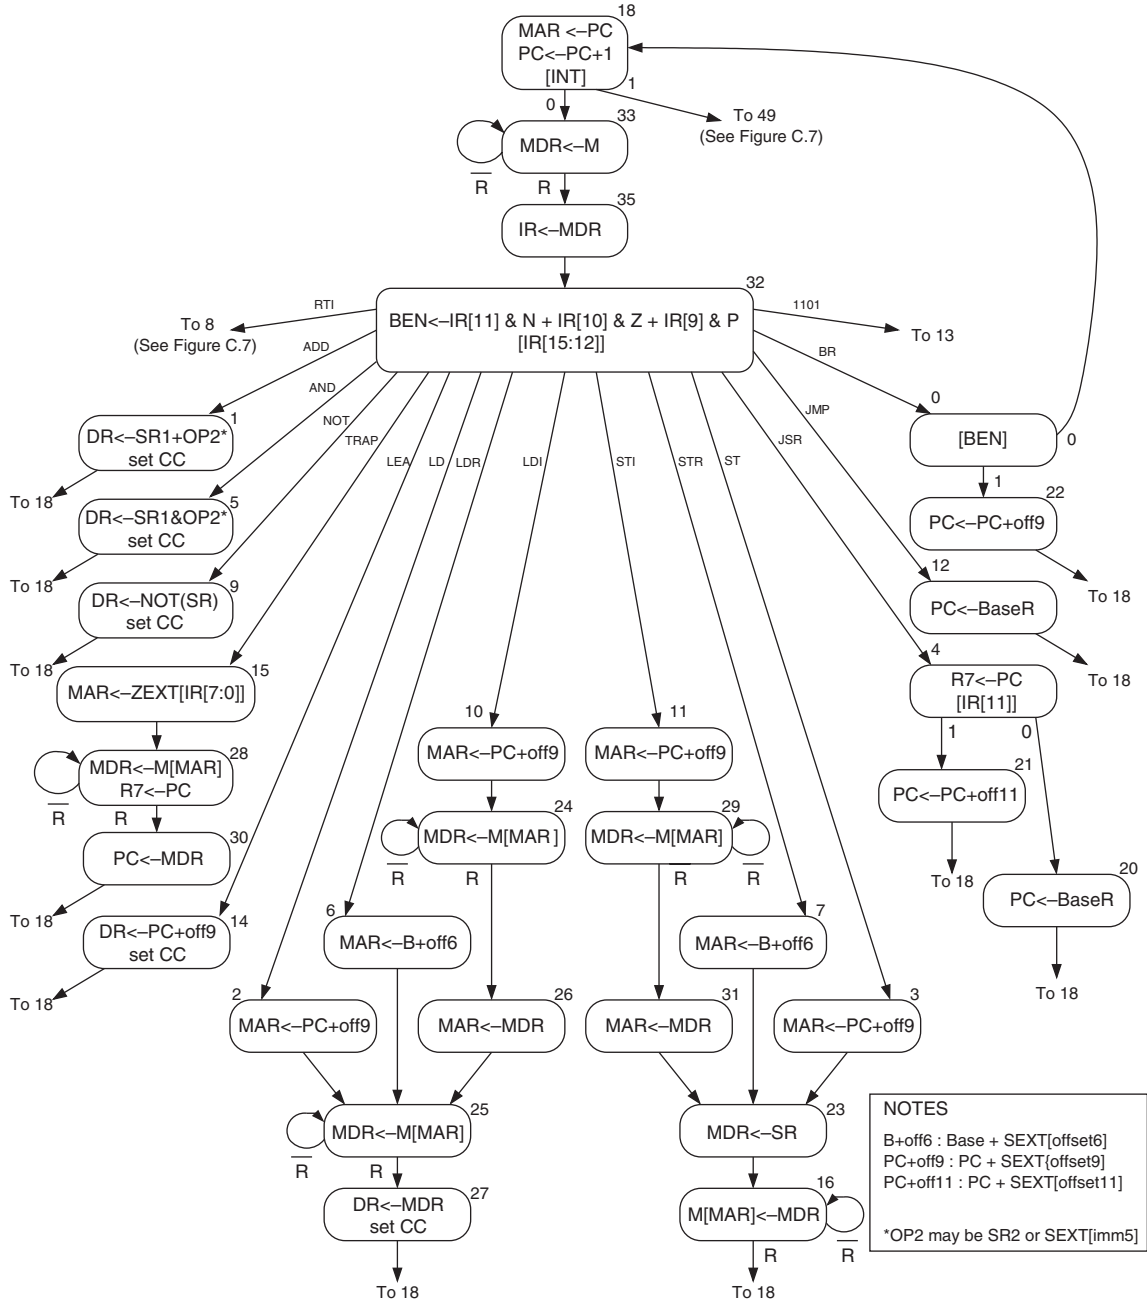 18
MAR <–PC
PC<–PC+1
[INT]
0
1
To 49
(See Figure C.7)
33
MDR<–M
R
R
35
IR<–MDR
32
BEN<–IR[11] & N + IR[10] & Z + IR[9] & P
[IR[15:12]]
RTI
To 8
(See Figure C.7)
1101
To 13
ADD
AND
NOT
TRAP
LEA
LD
LDR
LDI
STI
STR
ST
JSR
JMP
BR
1
DR<–SR1+OP2*
set CC
To 18
5
DR<–SR1&OP2*
set CC
To 18
9
DR<–NOT(SR)
set CC
To 18
15
MAR<–ZEXT[IR[7:0]]
28
MDR<–M[MAR]
R7<–PC
R
R
30
PC<–MDR
To 18
14
DR<–PC+off9
set CC
To 18
0
[BEN]
0
1
22
PC<–PC+off9
To 18
12
PC<–BaseR
To 18
4
R7<–PC
[IR[11]]
1
0
21
PC<–PC+off11
To 18
20
PC<–BaseR
To 18
10
MAR<–PC+off9
24
MDR<–M[MAR]
R
R
11
MAR<–PC+off9
29
MDR<–M[MAR]
R
R
6
MAR<–B+off6
7
MAR<–B+off6
2
MAR<–PC+off9
26
MAR<–MDR
31
MAR<–MDR
3
MAR<–PC+off9
25
MDR<–M[MAR]
R
R
27
DR<–MDR
set CC
To 18
23
MDR<–SR
16
M[MAR]<–MDR
R
R
To 18
NOTES
B+off6 : Base + SEXT[offset6]
PC+off9 : PC + SEXT{offset9]
PC+off11 : PC + SEXT[offset11]
*OP2 may be SR2 or SEXT[imm5]